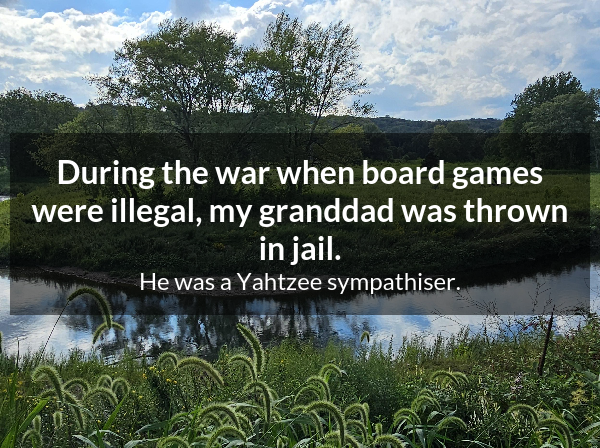 During the war when board games
were illegal, my granddad was thrown
in jail.
He was a Yahtzee sympathiser.